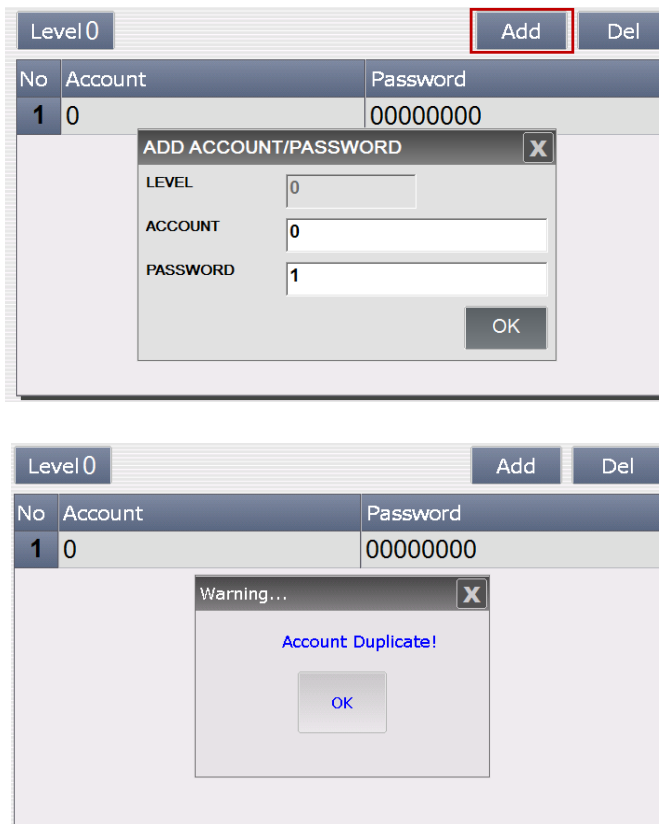 Level 0 Add Del
No Account Password
1 0 00000000
ADD ACCOUNT/PASSWORD X
LEVEL 0
ACCOUNT 0
PASSWORD 1
OK
Level 0 Add Del
No Account Password
1 0 00000000
Warning... X
Account Duplicate!
OK